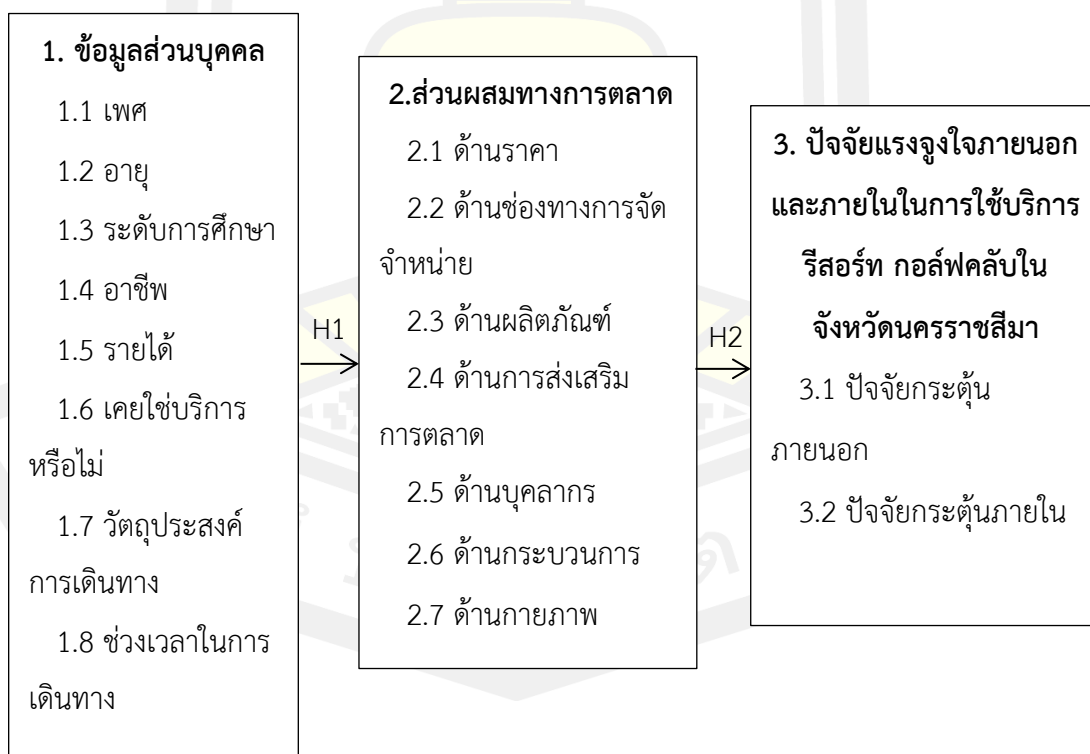 1. ข้อมูลส่วนบุคคล
1.1 เพศ
1.2 อายุ
1.3 ระดับการศึกษา
1.4 อาชีพ
1.5 รายได้
1.6 เคยใช่บริการ
หรือไม่
1.7 วัตถุประสงค์
การเดินทาง
1.8 ช่วงเวลาในการ
เดินทาง
H1
2.ส่วนผสมทางการตลาด
2.1 ด้านราคา
2.2 ด้านช่องทางการจัด
จำหน่าย
2.3 ด้านผลิตภัณฑ์
2.4 ด้านการส่งเสริม
การตลาด
2.5 ด้านบุคลากร
2.6 ด้านกระบวนการ
2.7 ด้านกายภาพ
H2
3. ปัจจัยแรงจูงใจภายนอก
และภายในในการใช้บริการ
รีสอร์ท กอล์ฟคลับใน
จังหวัดนครราชสีมา
3.1 ปัจจัยกระตุ้น
ภายนอก
3.2 ปัจจัยกระตุ้นภายใน